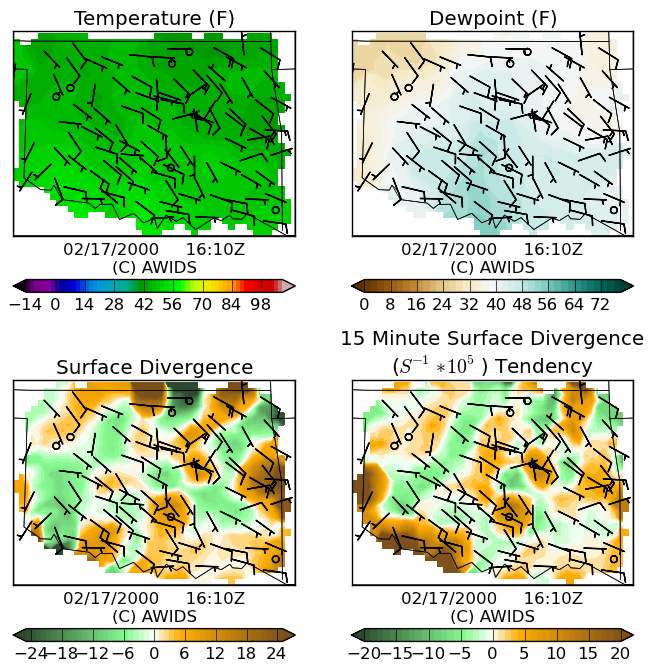 Temperature (F)
Dewpoint (F)
02/17/2000 16:10Z
(C) AWIDS
02/17/2000 16:10Z
(C) AWIDS
−14 0 14 28 42 56 70 84 98
0 8 16 24 32 40 48 56 64 72
15 Minute Surface Divergence
Surface Divergence
(S⁻¹ *10⁵ ) Tendency
02/17/2000 16:10Z
(C) AWIDS
02/17/2000 16:10Z
(C) AWIDS
−24 −18 −12 −6 0 6 12 18 24
−20 −15 −10 −5 0 5 10 15 20